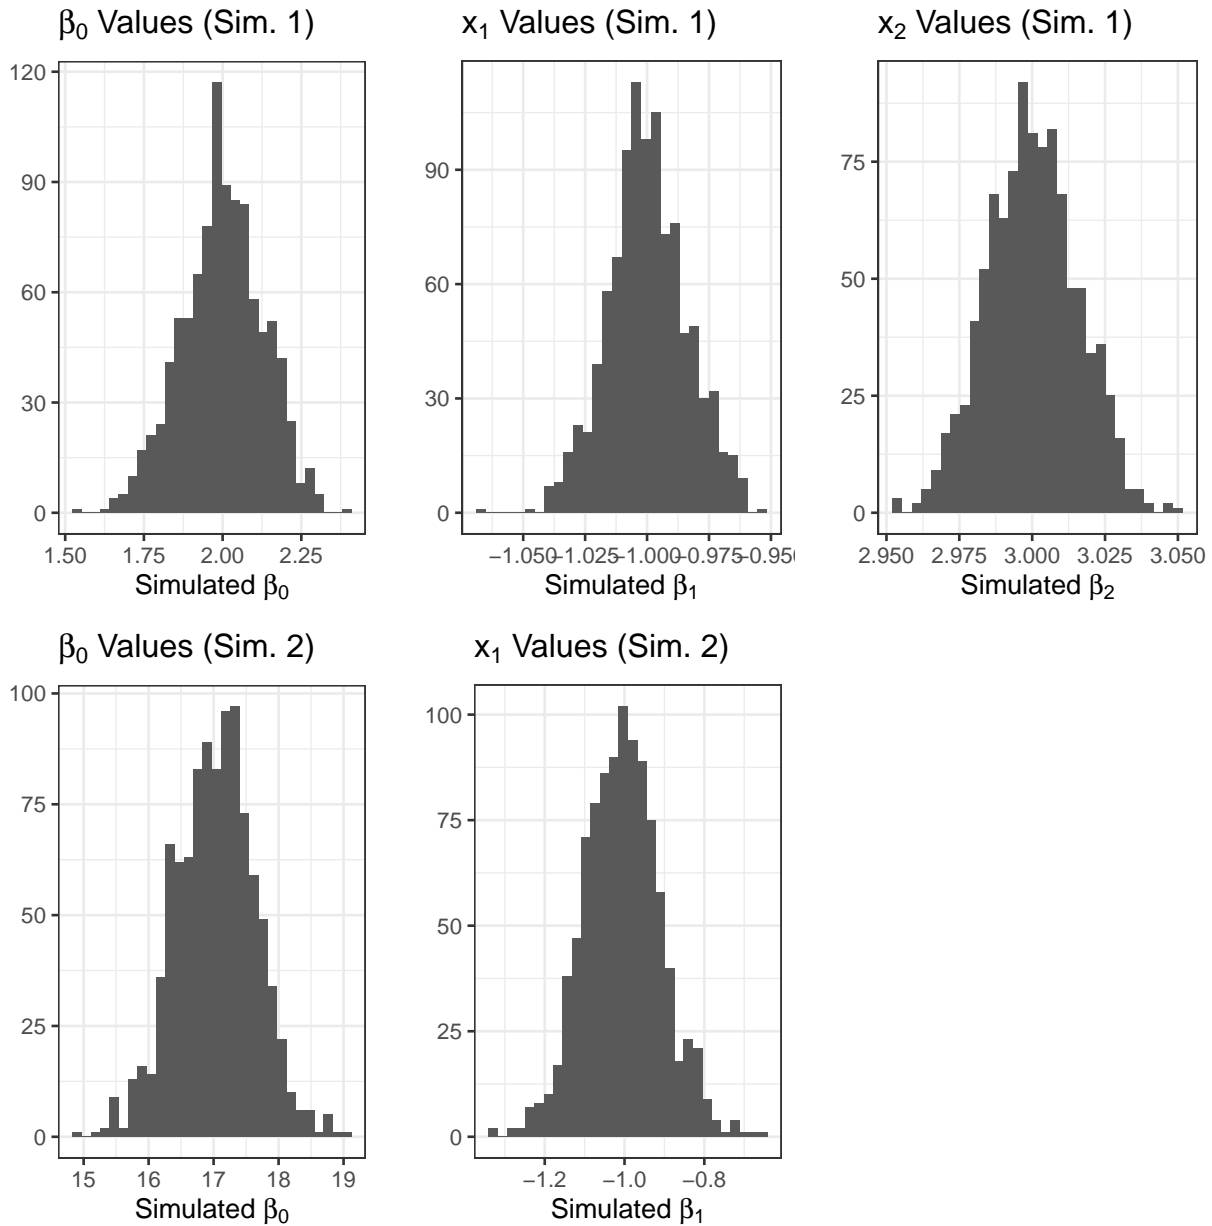 β₀ Values (Sim. 1)
120
90
60
30
0
1.50 1.75 2.00 2.25
Simulated β₀
x₁ Values (Sim. 1)
90
60
30
0
−1.050 −1.025 −1.000 −0.975 −0.950
Simulated β₁
x₂ Values (Sim. 1)
75
50
25
0
2.950 2.975 3.000 3.025 3.050
Simulated β₂
β₀ Values (Sim. 2)
100
75
50
25
0
15 16 17 18 19
Simulated β₀
x₁ Values (Sim. 2)
100
75
50
25
0
−1.2 −1.0 −0.8
Simulated β₁